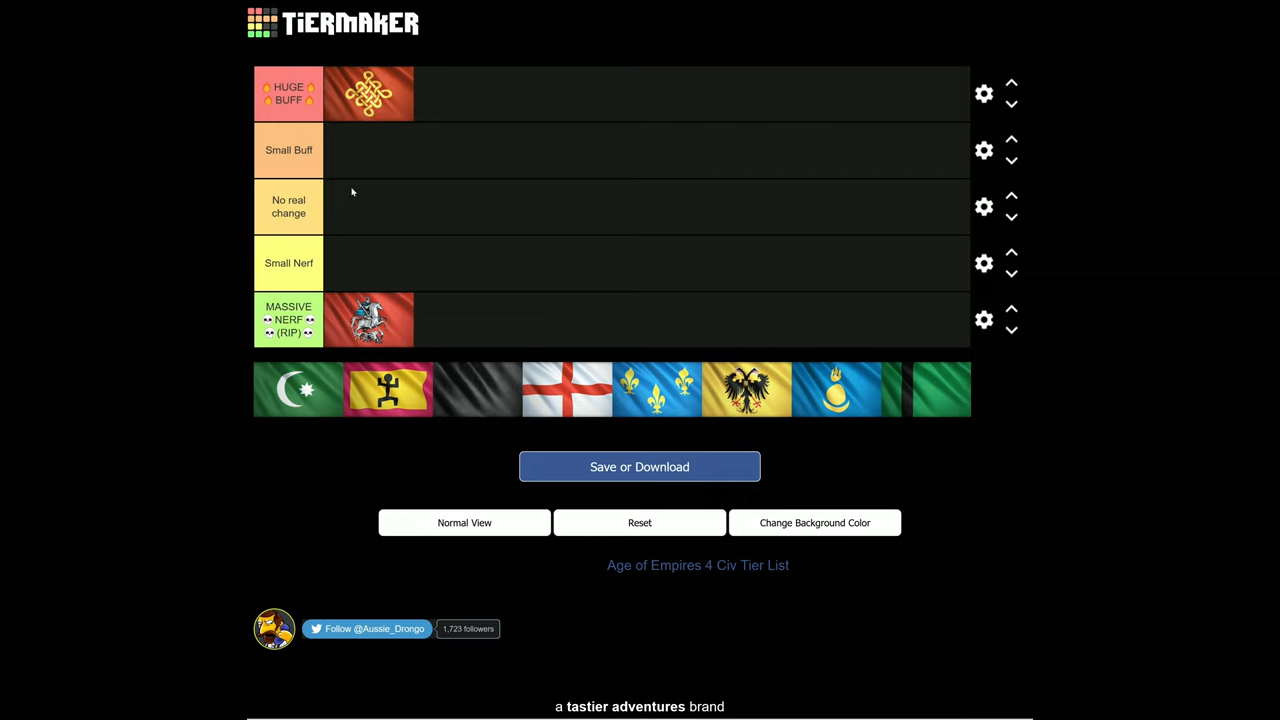 TIERMAKER
🔥 HUGE 🔥
🔥 BUFF 🔥
Small Buff
No real
change
Small Nerf
MASSIVE
💀 NERF 💀
💀 (RIP) 💀
Save or Download
Normal View
Reset
Change Background Color
Age of Empires 4 Civ Tier List
Follow @Aussie_Drongo
1,723 followers
a tastier adventures brand